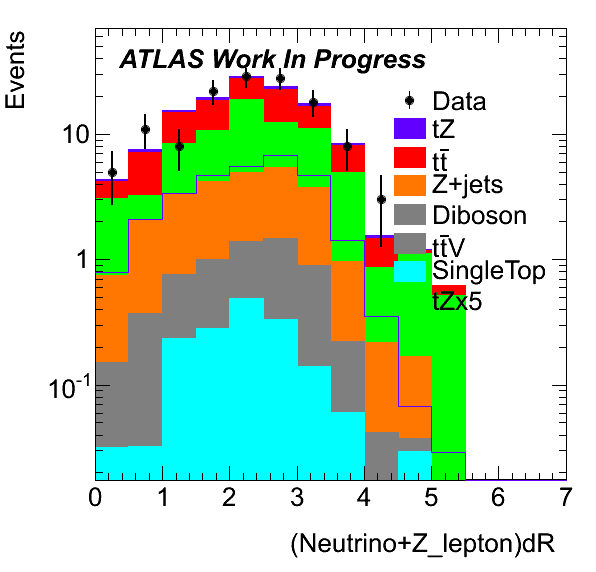 Events
ATLAS Work In Progress
Data
tZ
tt̄
Z+jets
Diboson
tt̄V
SingleTop
tZx5
10
1
10⁻¹
0 1 2 3 4 5 6 7
(Neutrino+Z_lepton)dR